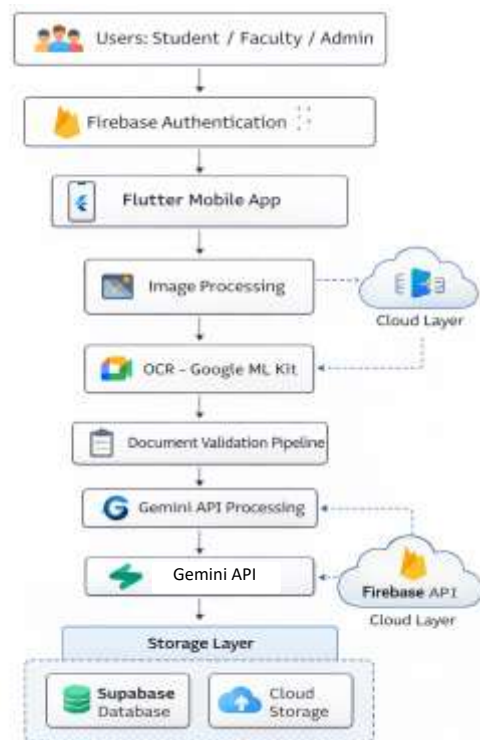 Users: Student / Faculty / Admin
Firebase Authentication
Flutter Mobile App
Image Processing
Cloud Layer
OCR - Google ML Kit
Document Validation Pipeline
Gemini API Processing
Gemini API
Firebase API
Cloud Layer
Storage Layer
Supabase
Database
Cloud
Storage